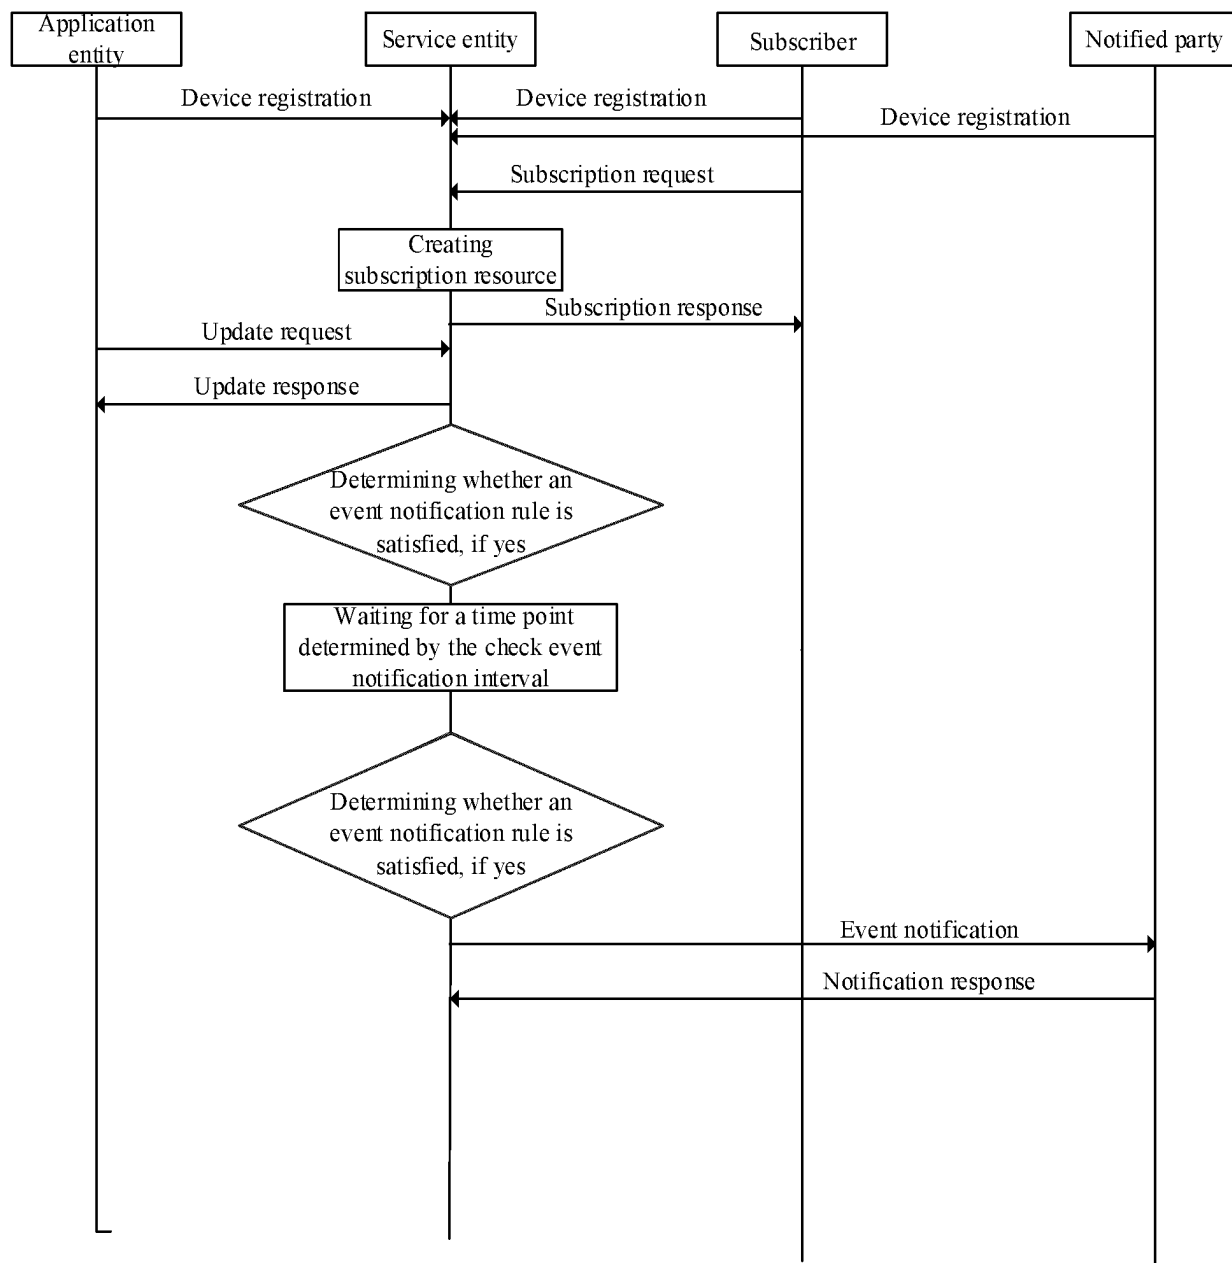 Application
entity
Service entity
Subscriber
Notified party
Device registration
Device registration
Device registration
Subscription request
Creating
subscription resource
Subscription response
Update request
Update response
Determining whether an
event notification rule is
satisfied, if yes
Waiting for a time point
determined by the check event
notification interval
Determining whether an
event notification rule is
satisfied, if yes
Event notification
Notification response